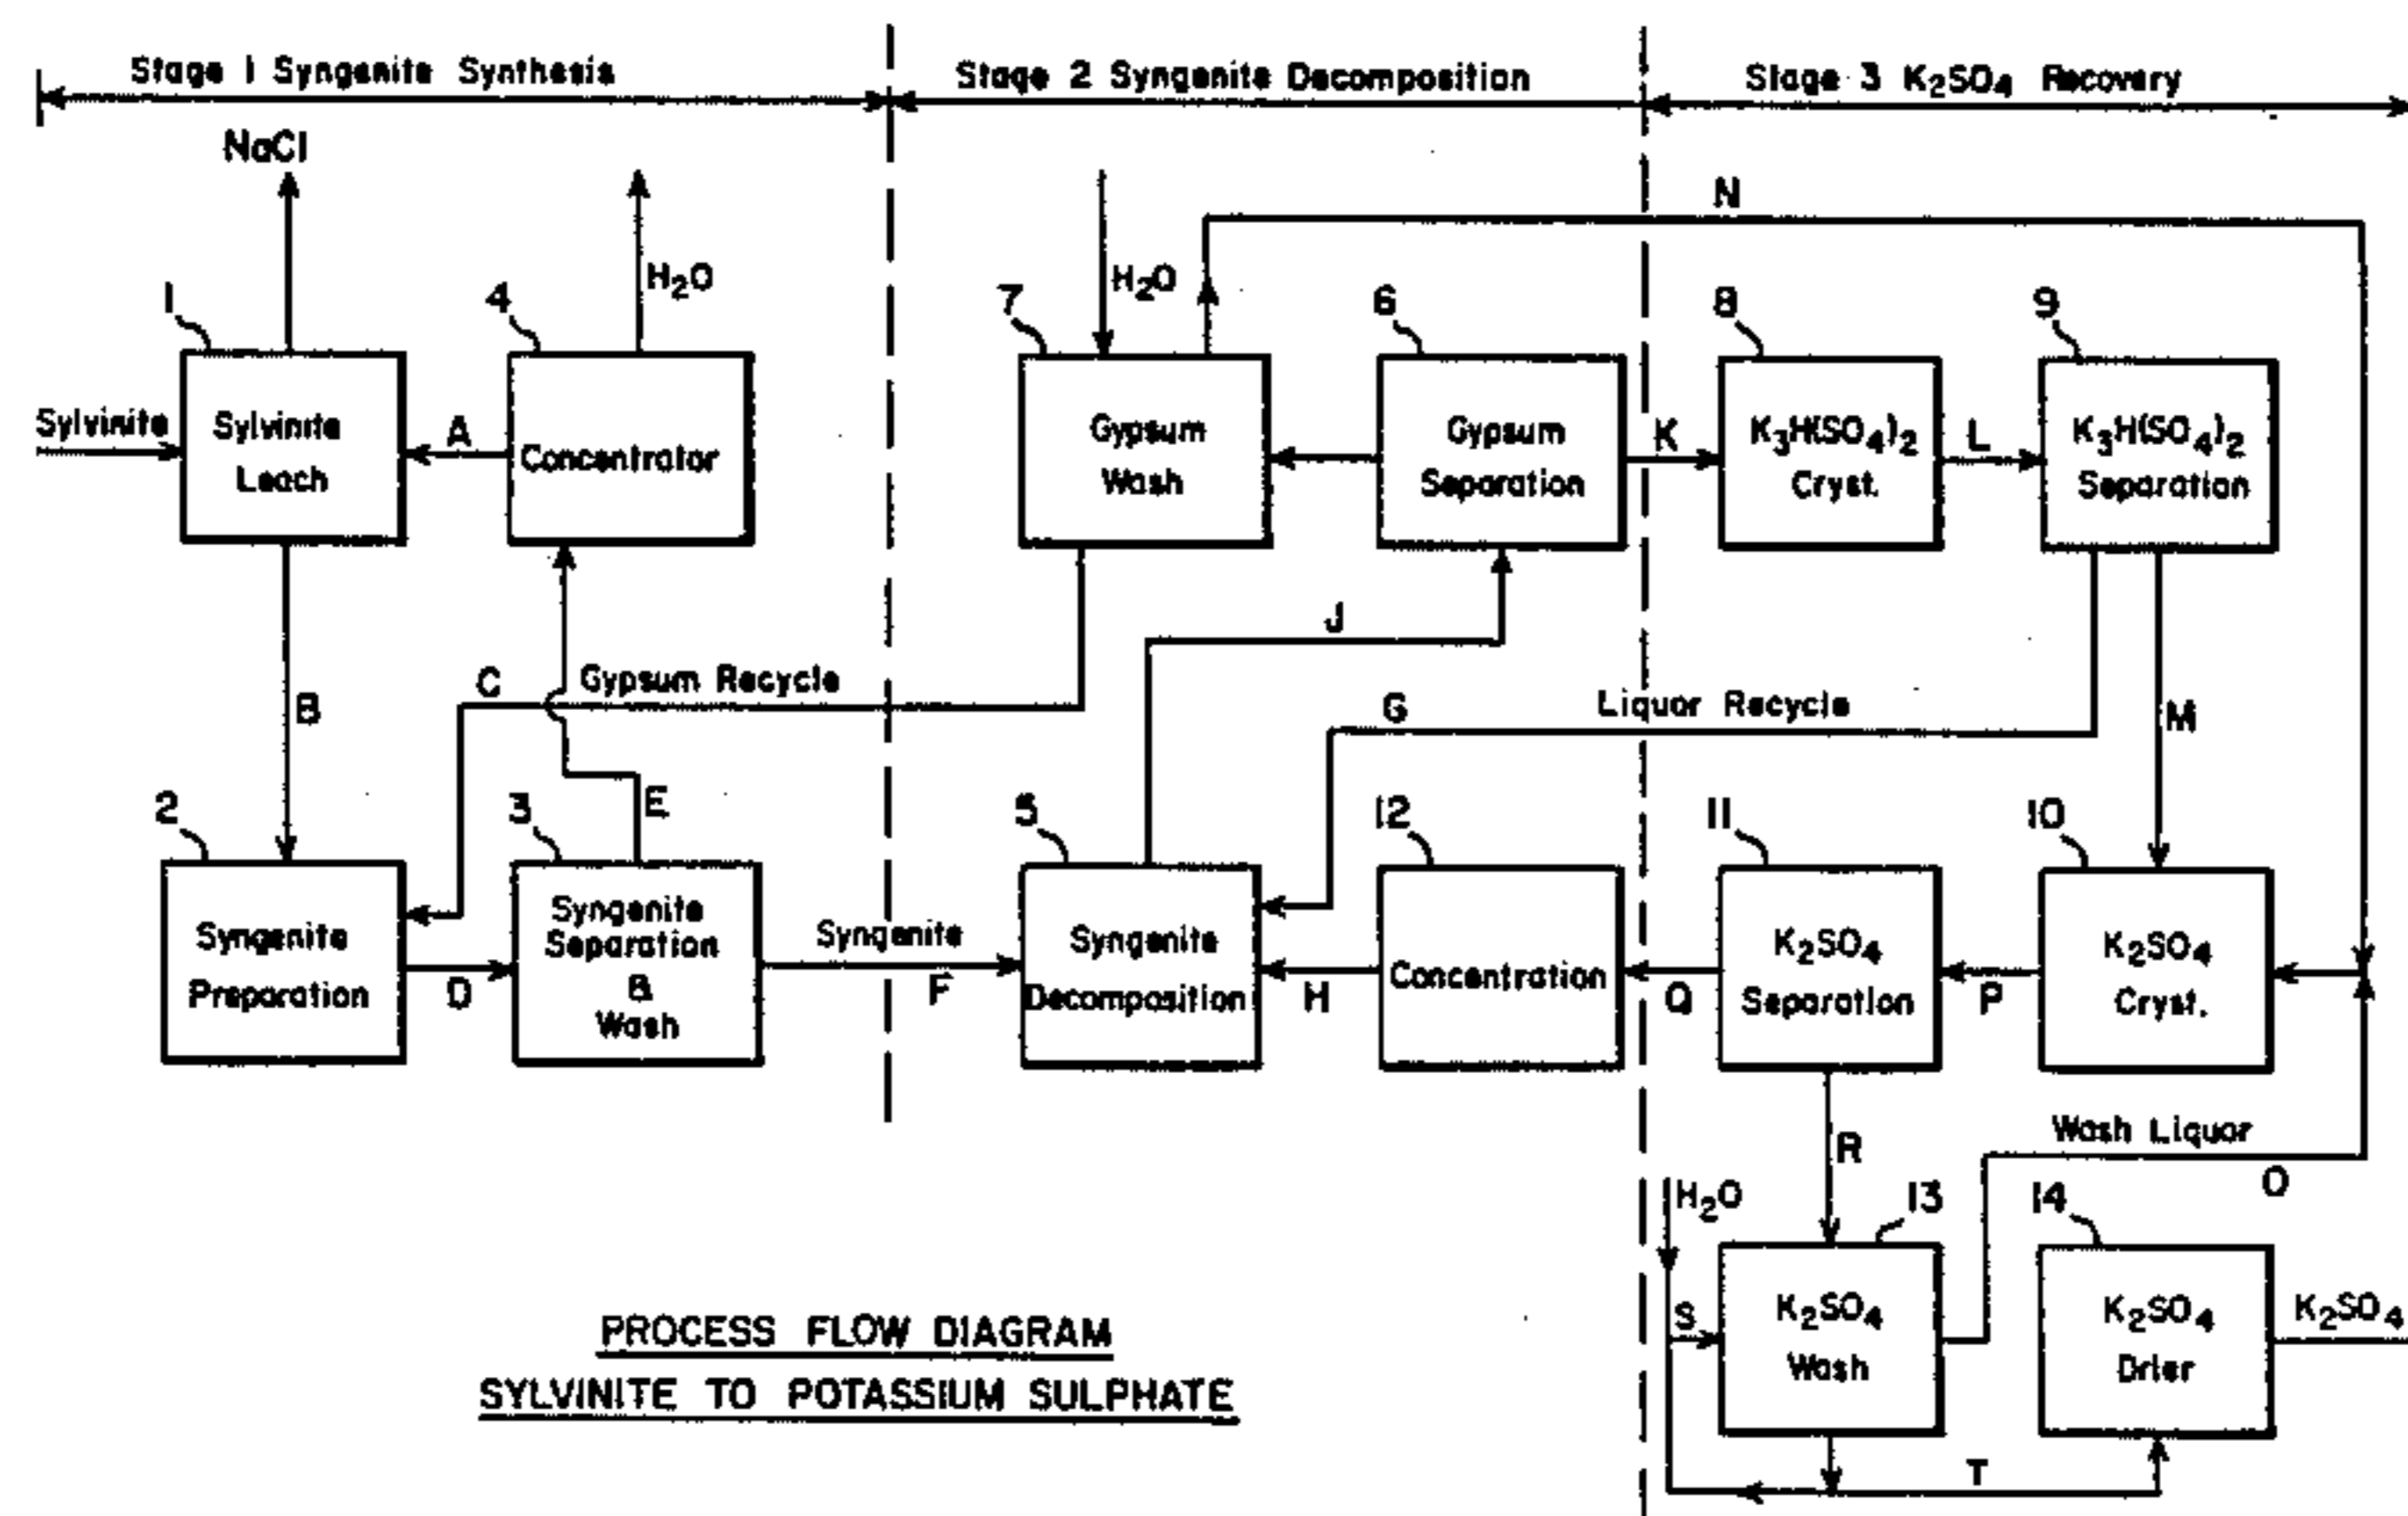 Stage 1 Syngenite Synthesis
Stage 2 Syngenite Decomposition
Stage 3 K2SO4 Recovery
NaCl
H2O
H2O
N
1
4
7
6
8
9
Sylvinite
Sylvinite
Leach
A
Concentrator
Gypsum
Wash
Gypsum
Separation
K
K3H(SO4)2
Cryst.
L
K3H(SO4)2
Separation
B
C
Gypsum Recycle
E
J
G
Liquor Recycle
M
2
3
5
12
11
10
Syngenite
Preparation
D
Syngenite
Separation
&
Wash
Syngenite
F
Syngenite
Decomposition
H
Concentration
Q
K2SO4
Separation
P
K2SO4
Cryst.
R
Wash Liquor
O
H2O
13
14
S
K2SO4
Wash
K2SO4
Drier
K2SO4
T
PROCESS FLOW DIAGRAM
SYLVINITE TO POTASSIUM SULPHATE